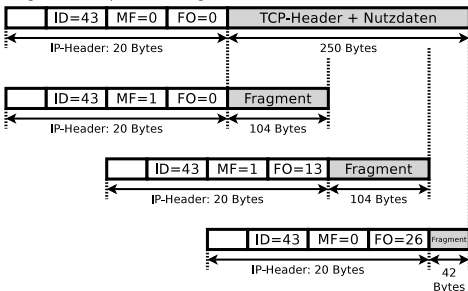 ID=43 MF=0 FO=0 TCP-Header + Nutzdaten
IP-Header: 20 Bytes 250 Bytes
ID=43 MF=1 FO=0 Fragment
IP-Header: 20 Bytes 104 Bytes
ID=43 MF=1 FO=13 Fragment
IP-Header: 20 Bytes 104 Bytes
ID=43 MF=0 FO=26 Fragment
IP-Header: 20 Bytes 42
Bytes